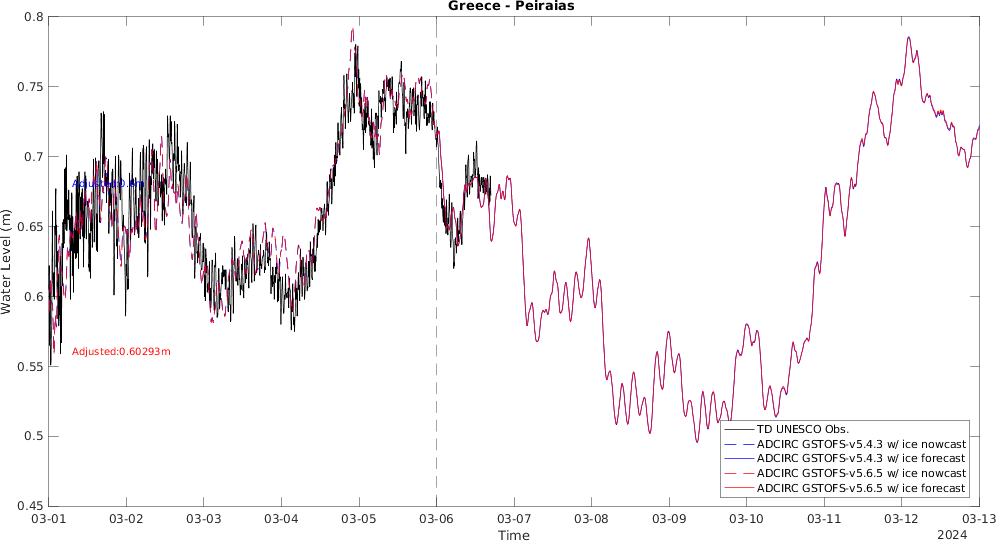 Greece - Peiraias
0.8
0.75
0.7
0.65
0.6
0.55
0.5
0.45
Water Level (m)
Adjusted:0.60293m
TD UNESCO Obs.
ADCIRC GSTOFS-v5.4.3 w/ ice nowcast
ADCIRC GSTOFS-v5.4.3 w/ ice forecast
ADCIRC GSTOFS-v5.6.5 w/ ice nowcast
ADCIRC GSTOFS-v5.6.5 w/ ice forecast
03-01 03-02 03-03 03-04 03-05 03-06 03-07 03-08 03-09 03-10 03-11 03-12 03-13
Time
2024